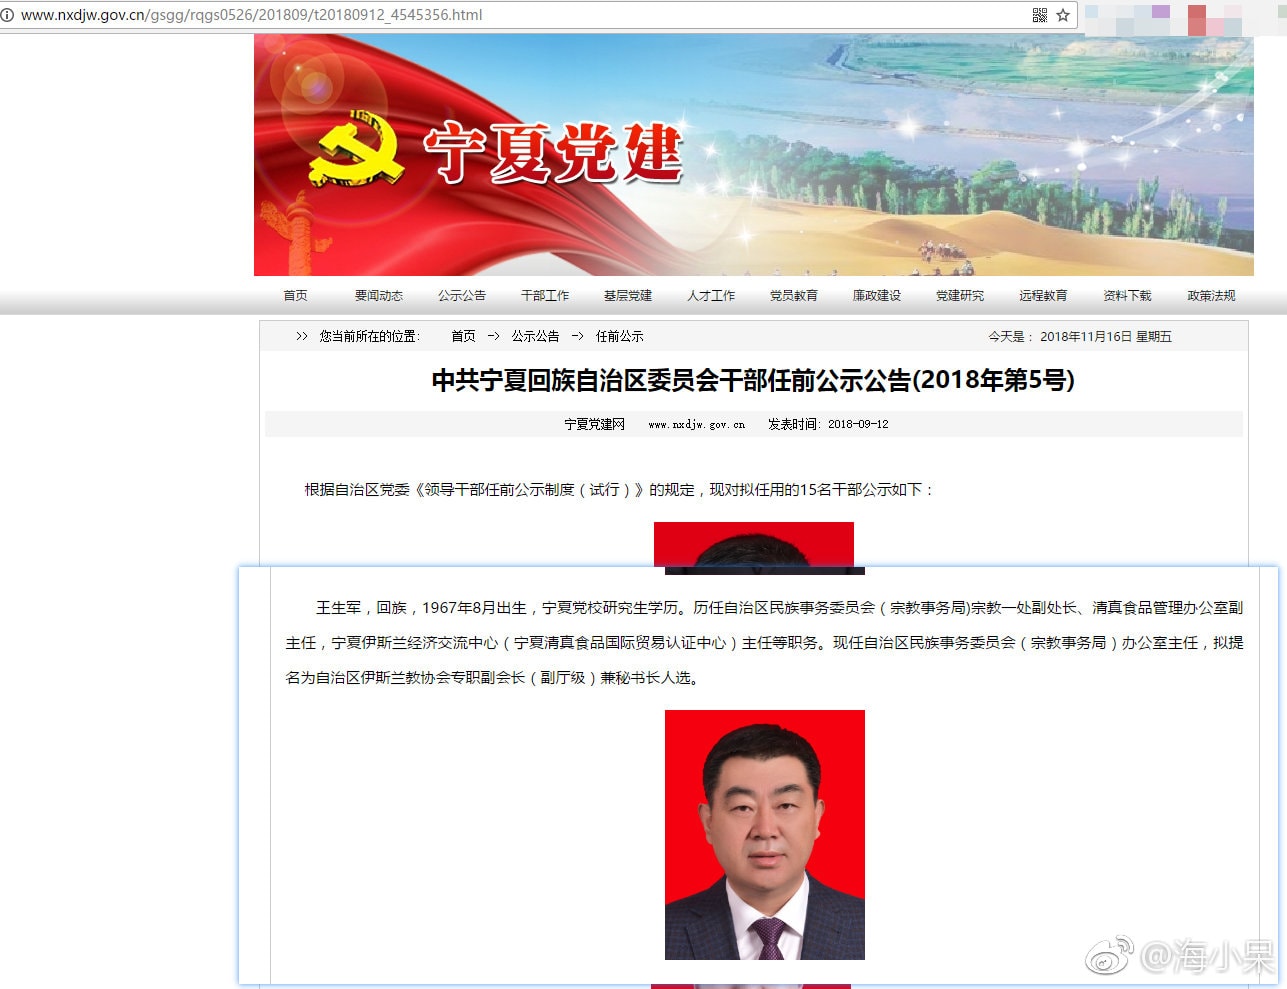 www.nxdjw.gov.cn/gsgg/rqgs0526/201809/t20180912_4545356.html
宁夏党建
首页 要闻动态 公示公告 干部工作 基层党建 人才工作 党员教育 廉政建设 党建研究 远程教育 资料下载 政策法规
>> 您当前所在的位置： 首页 -> 公示公告 -> 任前公示 今天是： 2018年11月16日 星期五
中共宁夏回族自治区委员会干部任前公示公告(2018年第5号)
宁夏党建网 www.nxdjw.gov.cn 发表时间：2018-09-12
根据自治区党委《领导干部任前公示制度（试行）》的规定，现对拟任用的15名干部公示如下：
王生军，回族，1967年8月出生，宁夏党校研究生学历。历任自治区民族事务委员会（宗教事务局)宗教一处副处长、清真食品管理办公室副
主任，宁夏伊斯兰经济交流中心（宁夏清真食品国际贸易认证中心）主任等职务。现任自治区民族事务委员会（宗教事务局）办公室主任，拟提
名为自治区伊斯兰教协会专职副会长（副厅级）兼秘书长人选。
@海小杲